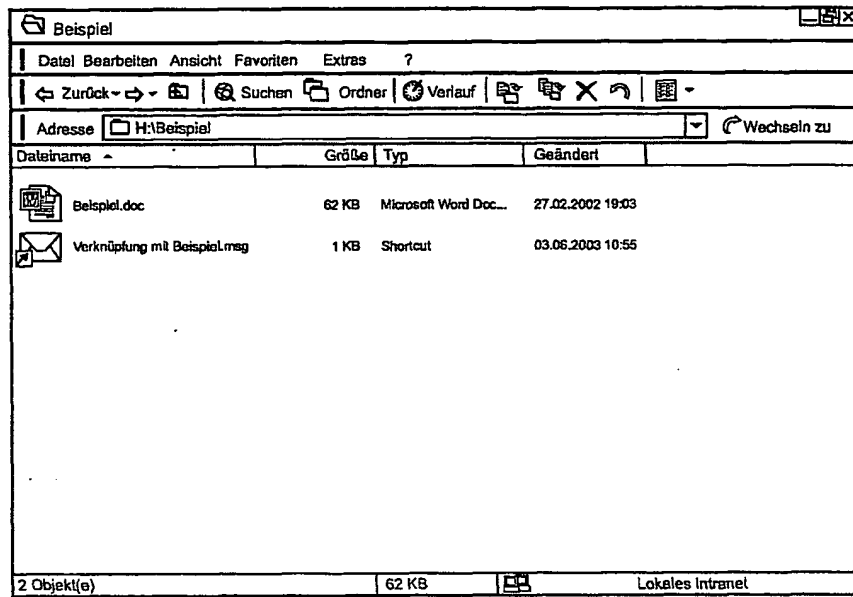 Beispiel
Datei Bearbeiten Ansicht Favoriten Extras ?
Zurück Suchen Ordner Verlauf
Adresse H:\Beispiel Wechseln zu
Dateiname Größe Typ Geändert
Beispiel.doc 62 KB Microsoft Word Doc... 27.02.2002 19:03
Verknüpfung mit Beispiel.msg 1 KB Shortcut 03.06.2003 10:55
2 Objekt(e) 62 KB Lokales Intranet